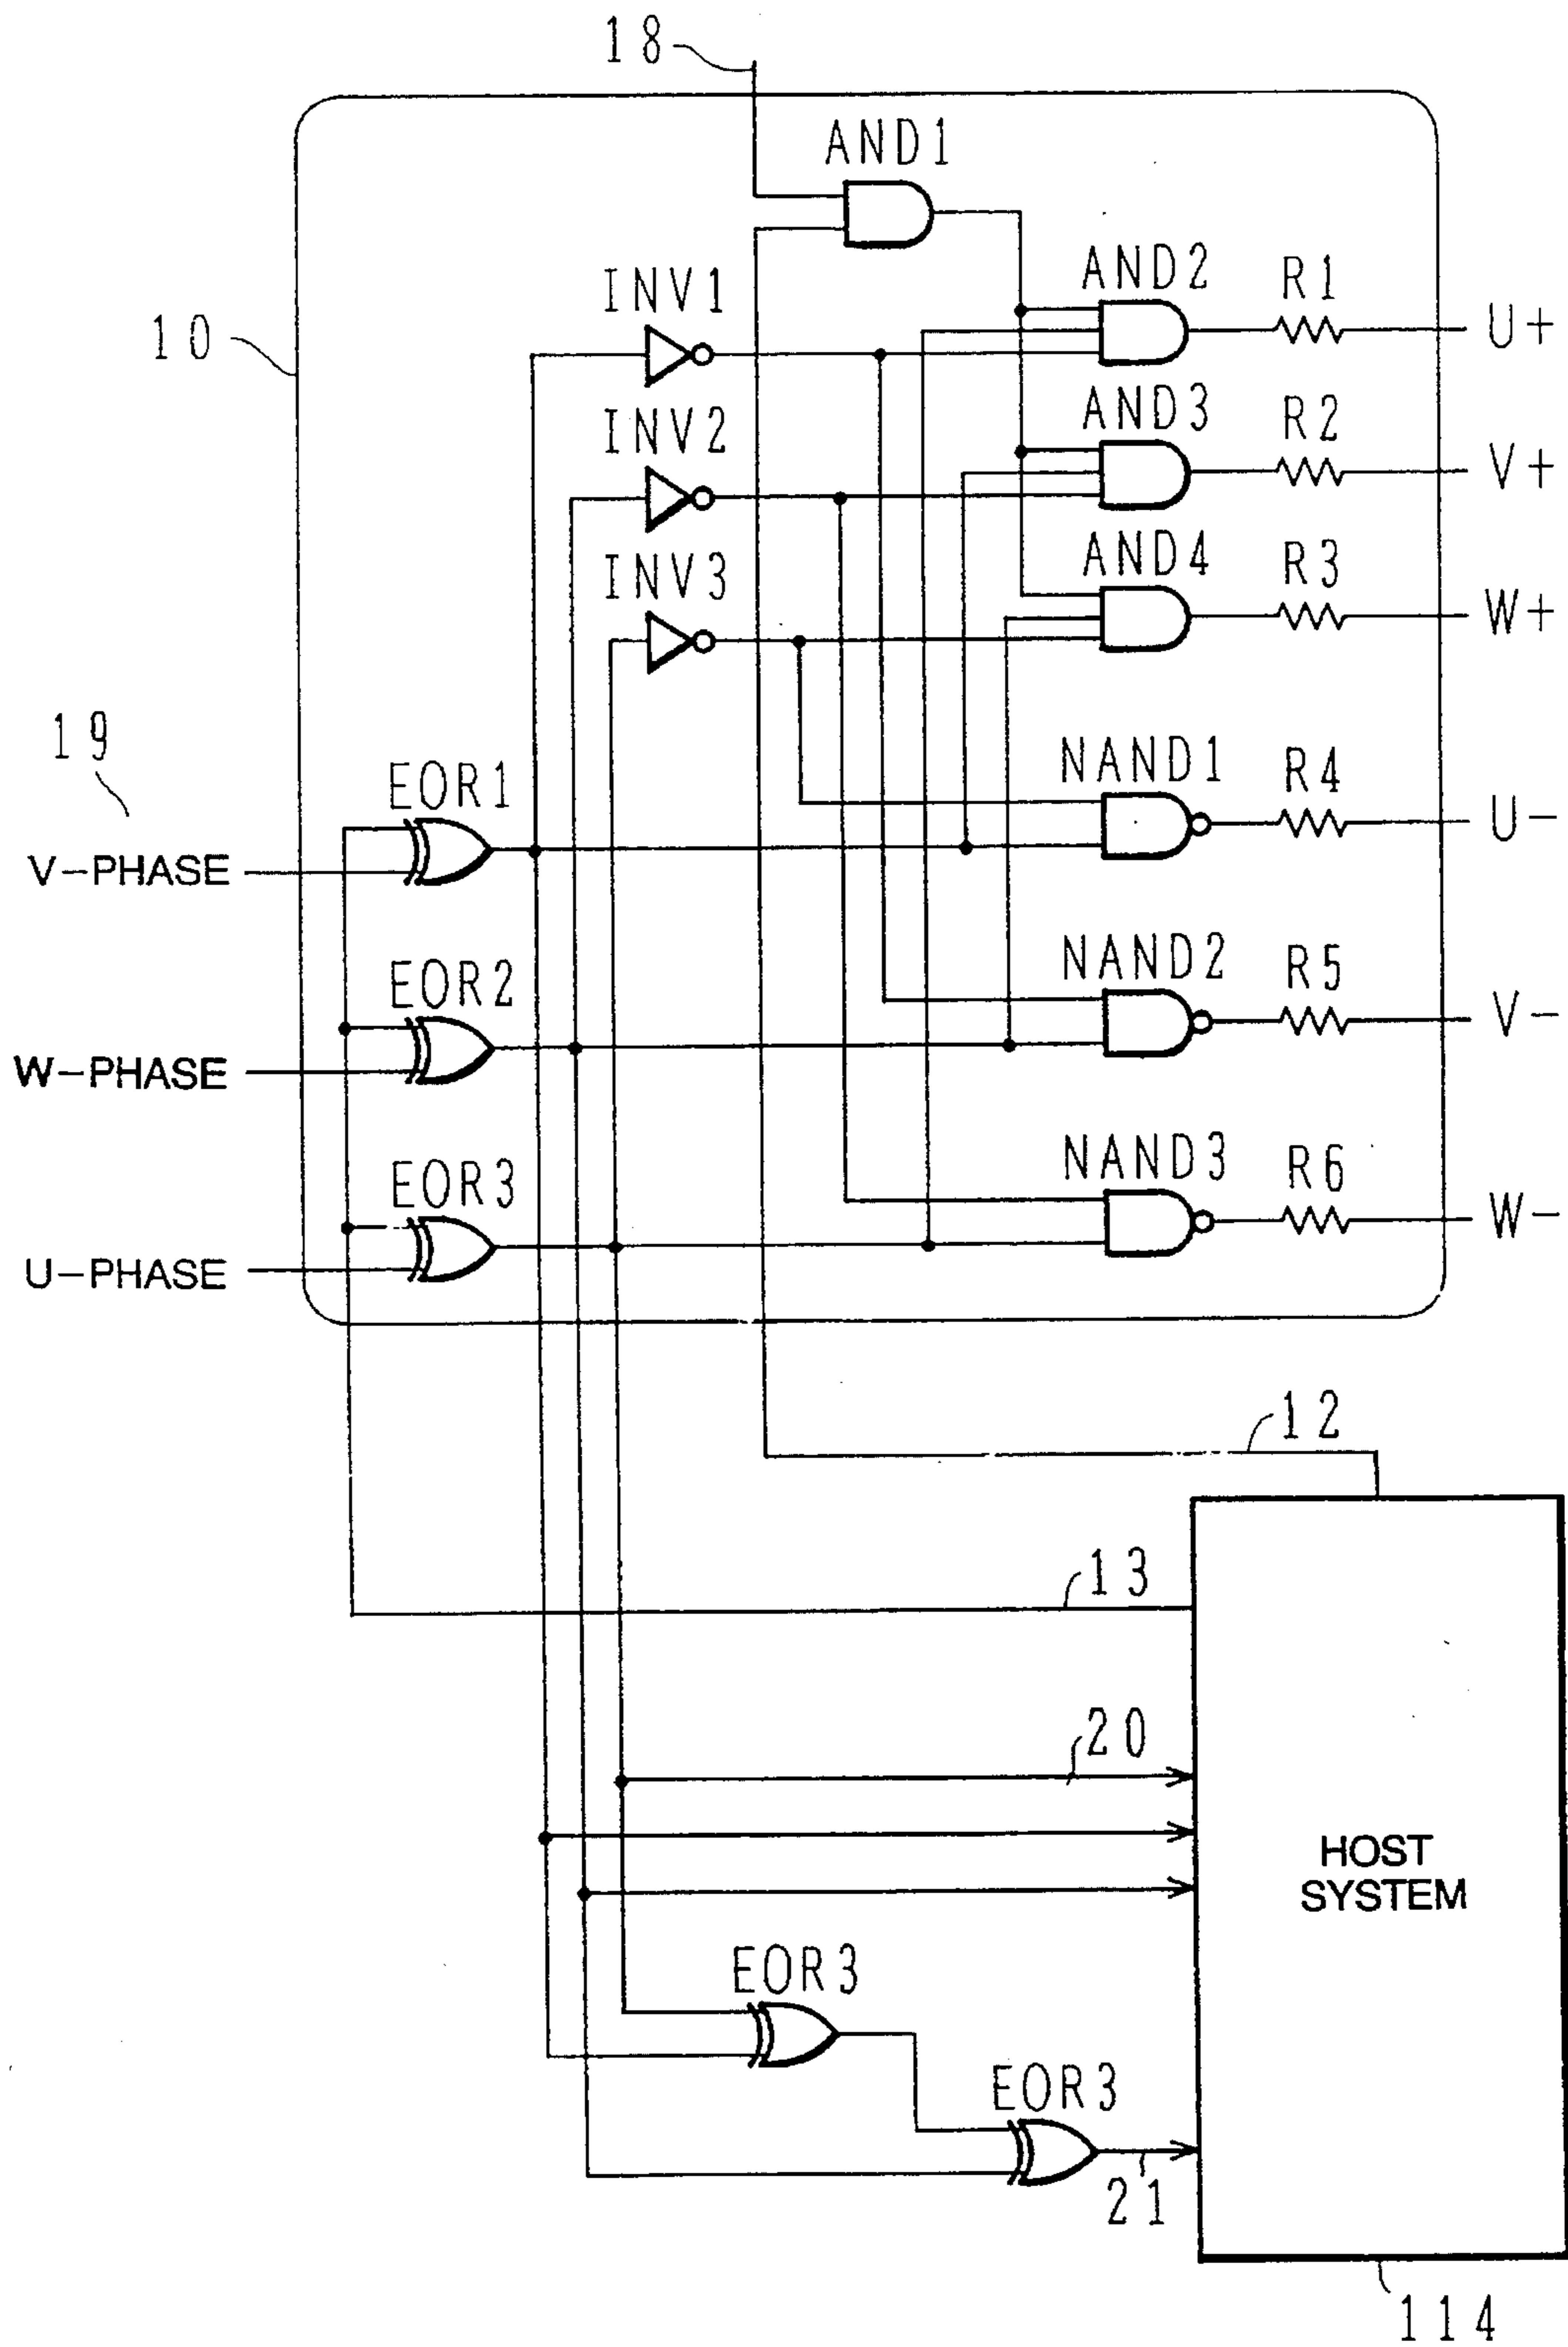 18
AND1
INV1
AND2
R1
U+
10
INV2
AND3
R2
V+
INV3
AND4
R3
W+
19
EOR1
NAND1
R4
U-
V-PHASE
EOR2
NAND2
R5
V-
W-PHASE
EOR3
NAND3
R6
W-
U-PHASE
12
13
20
HOST
SYSTEM
EOR3
EOR3
21
114